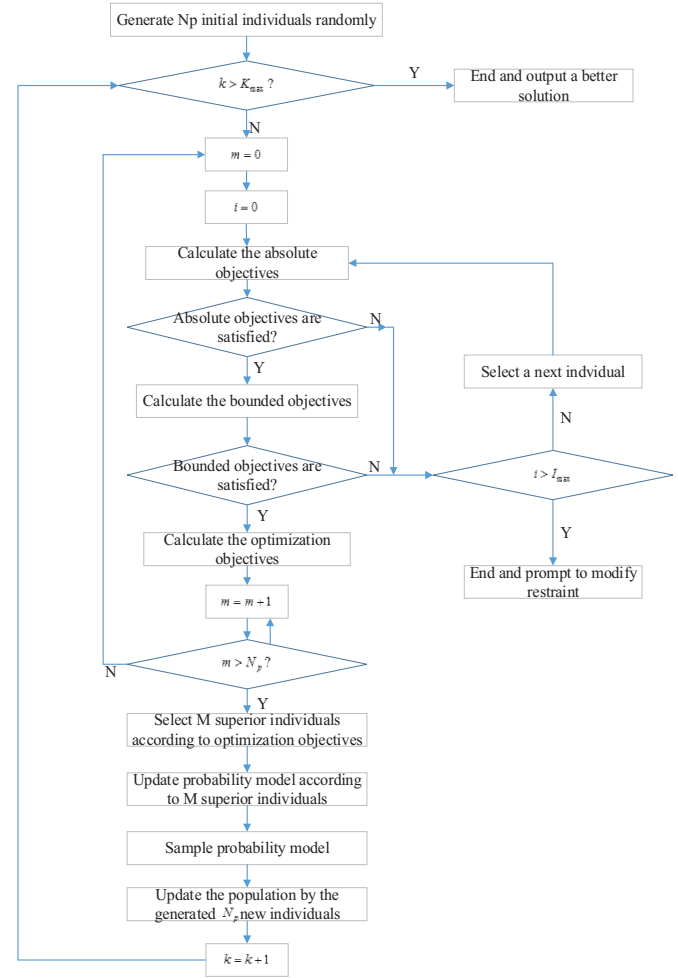 Generate Np initial individuals randomly
k > K_max ?
Y
End and output a better
solution
N
m = 0
i = 0
Calculate the absolute
objectives
Absolute objectives are
satisfied?
N
Y
Select a next indvidual
Calculate the bounded objectives
N
Bounded objectives are
satisfied?
N
i > I_max
Y
Y
Calculate the optimization
objectives
End and prompt to modify
restraint
m = m + 1
m > N_p ?
N
Y
Select M superior individuals
according to optimization objectives
Update probability model according
to M superior individuals
Sample probability model
Update the population by the
generated N_p new individuals
k = k + 1